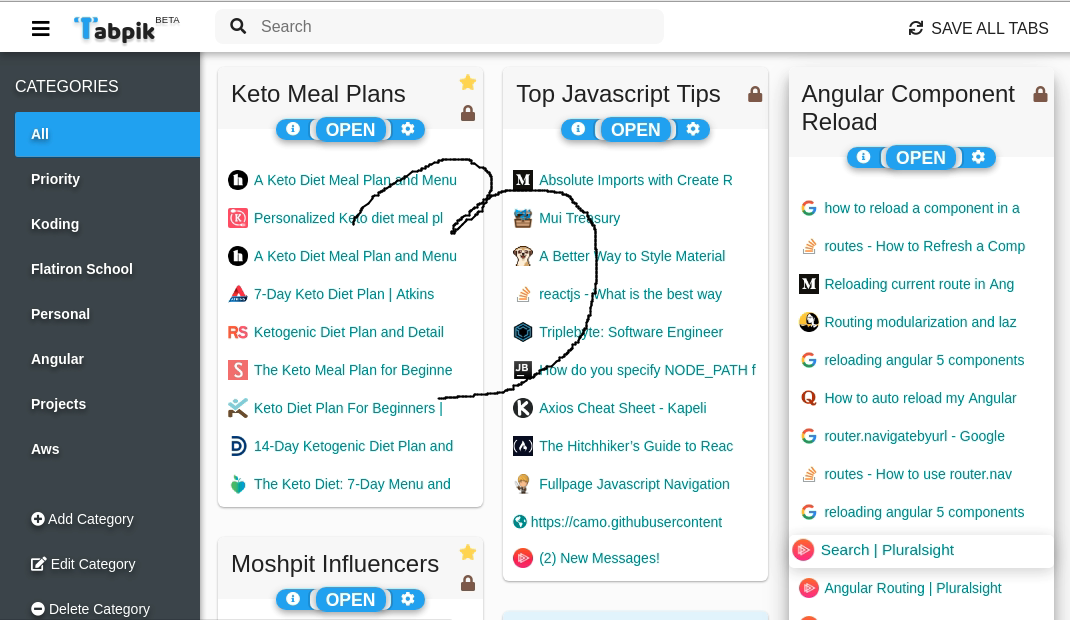 Tabpik BETA
Search
SAVE ALL TABS
CATEGORIES
All
Priority
Koding
Flatiron School
Personal
Angular
Projects
Aws
Add Category
Edit Category
Delete Category
Keto Meal Plans
OPEN
A Keto Diet Meal Plan and Menu
Personalized Keto diet meal pl
A Keto Diet Meal Plan and Menu
7-Day Keto Diet Plan | Atkins
RS Ketogenic Diet Plan and Detail
S The Keto Meal Plan for Beginne
Keto Diet Plan For Beginners |
14-Day Ketogenic Diet Plan and
The Keto Diet: 7-Day Menu and
Moshpit Influencers
OPEN
Top Javascript Tips
OPEN
M Absolute Imports with Create R
Mui Treasury
A Better Way to Style Material
reactjs - What is the best way
Triplebyte: Software Engineer
JB How do you specify NODE_PATH f
K Axios Cheat Sheet - Kapeli
The Hitchhiker's Guide to Reac
Fullpage Javascript Navigation
https://camo.githubusercontent
(2) New Messages!
Angular Component
Reload
OPEN
G how to reload a component in a
routes - How to Refresh a Comp
M Reloading current route in Ang
Routing modularization and laz
G reloading angular 5 components
Q How to auto reload my Angular
G router.navigatebyurl - Google
routes - How to use router.nav
G reloading angular 5 components
Search | Pluralsight
Angular Routing | Pluralsight